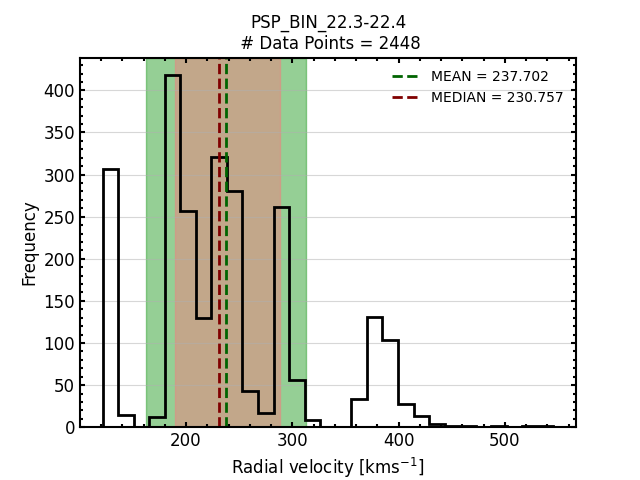 PSP_BIN_22.3-22.4
# Data Points = 2448
MEAN = 237.702
MEDIAN = 230.757
Frequency
400
350
300
250
200
150
100
50
0
200 300 400 500
Radial velocity [kms⁻¹]